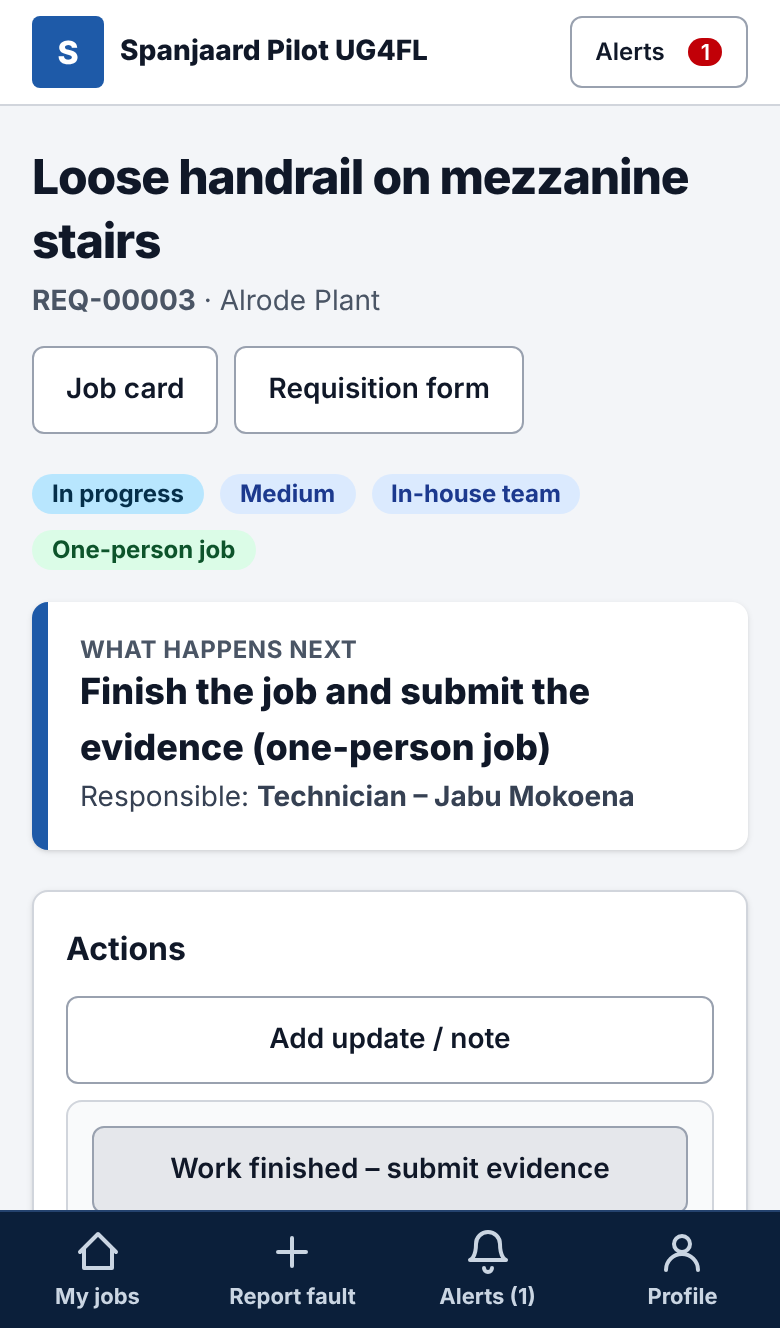 S
Spanjaard Pilot UG4FL
Alerts 1
Loose handrail on mezzanine
stairs
REQ-00003 · Alrode Plant
Job card
Requisition form
In progress
Medium
In-house team
One-person job
WHAT HAPPENS NEXT
Finish the job and submit the
evidence (one-person job)
Responsible: Technician – Jabu Mokoena
Actions
Add update / note
Work finished – submit evidence
My jobs
Report fault
Alerts (1)
Profile